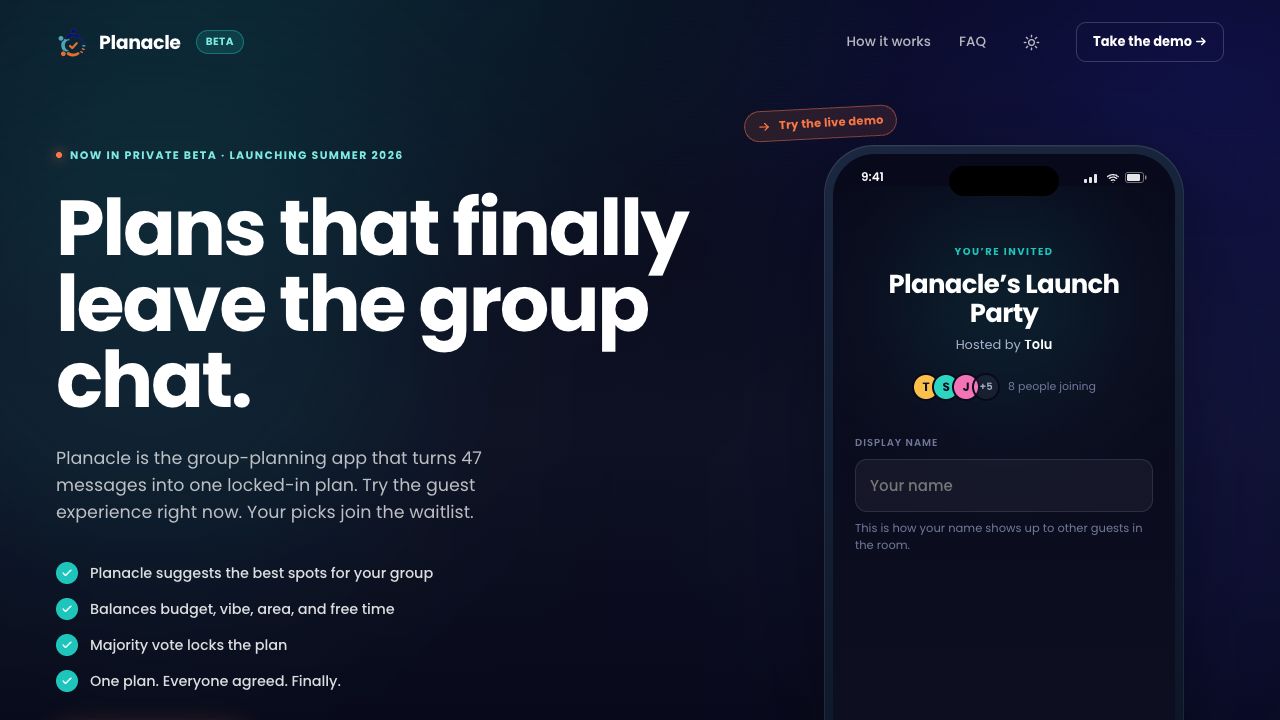 Planacle
BETA
How it works
FAQ
Take the demo →
→ Try the live demo
NOW IN PRIVATE BETA · LAUNCHING SUMMER 2026
Plans that finally
leave the group
chat.
Planacle is the group-planning app that turns 47
messages into one locked-in plan. Try the guest
experience right now. Your picks join the waitlist.
Planacle suggests the best spots for your group
Balances budget, vibe, area, and free time
Majority vote locks the plan
One plan. Everyone agreed. Finally.
9:41
YOU’RE INVITED
Planacle’s Launch
Party
Hosted by Tolu
T S J +5 8 people joining
DISPLAY NAME
Your name
This is how your name shows up to other guests in
the room.